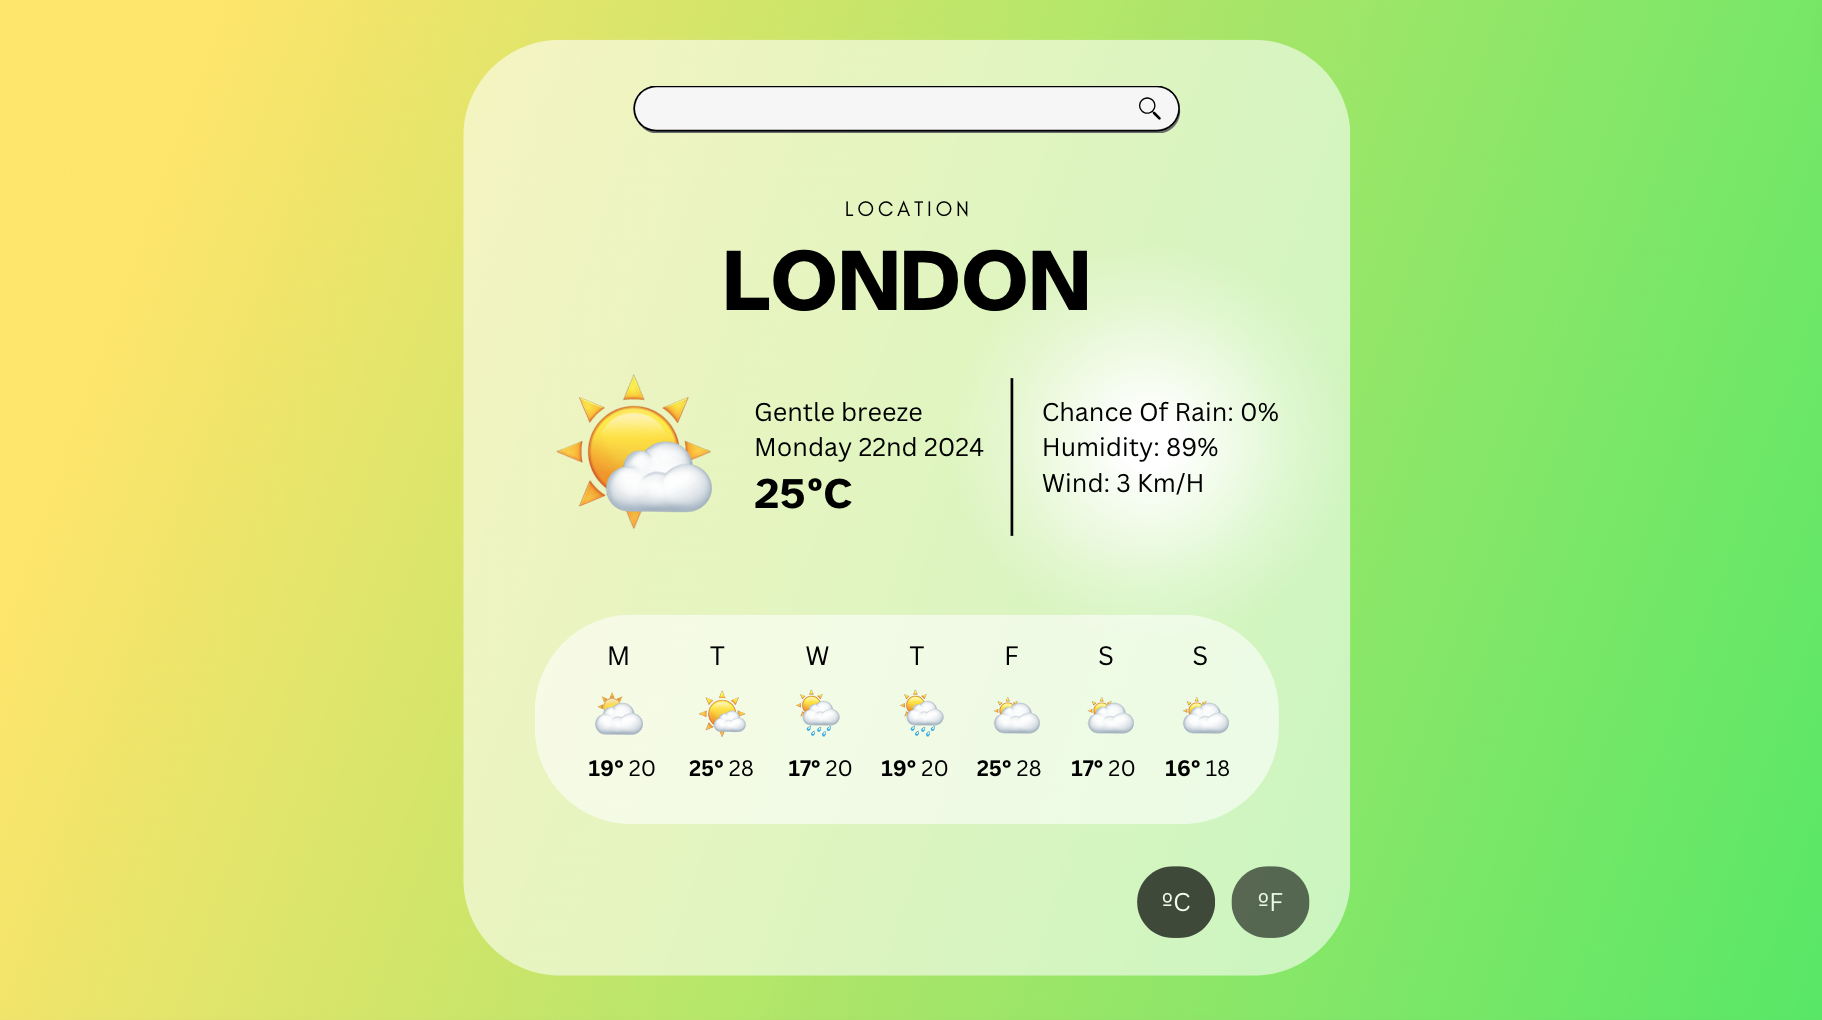 LOCATION
LONDON
Gentle breeze
Monday 22nd 2024
25°C
Chance Of Rain: 0%
Humidity: 89%
Wind: 3 Km/H
M T W T F S S
19° 20 25° 28 17° 20 19° 20 25° 28 17° 20 16° 18
ºC ºF